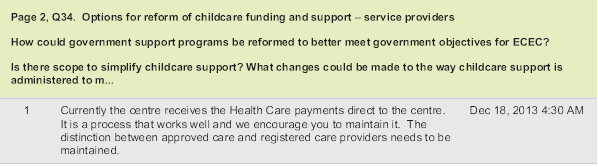 Page 2, Q34. Options for reform of childcare funding and support – service providers
How could government support programs be reformed to better meet government objectives for ECEC?
Is there scope to simplify childcare support? What changes could be made to the way childcare support is
administered to m...
1 Currently the centre receives the Health Care payments direct to the centre. Dec 18, 2013 4:30 AM
It is a process that works well and we encourage you to maintain it. The
distinction between approved care and registered care providers needs to be
maintained.